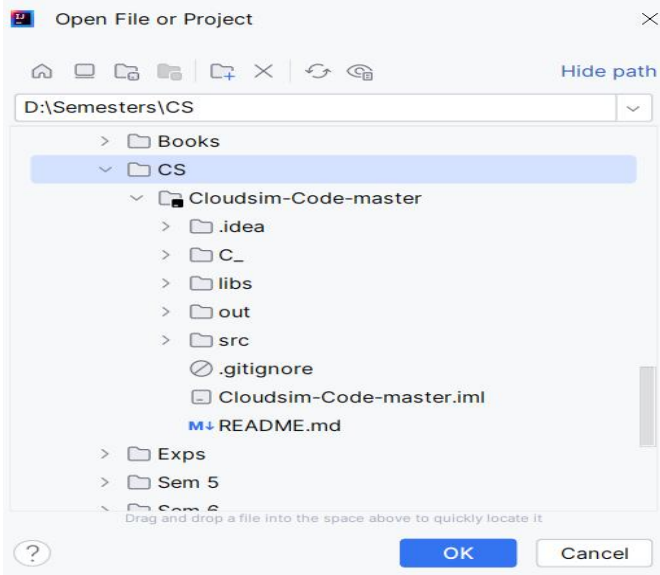 Open File or Project
Hide path
D:\Semesters\CS
Books
CS
Cloudsim-Code-master
.idea
C_
libs
out
src
.gitignore
Cloudsim-Code-master.iml
M↓ README.md
Exps
Sem 5
Sem 6
Drag and drop a file into the space above to quickly locate it
? OK Cancel